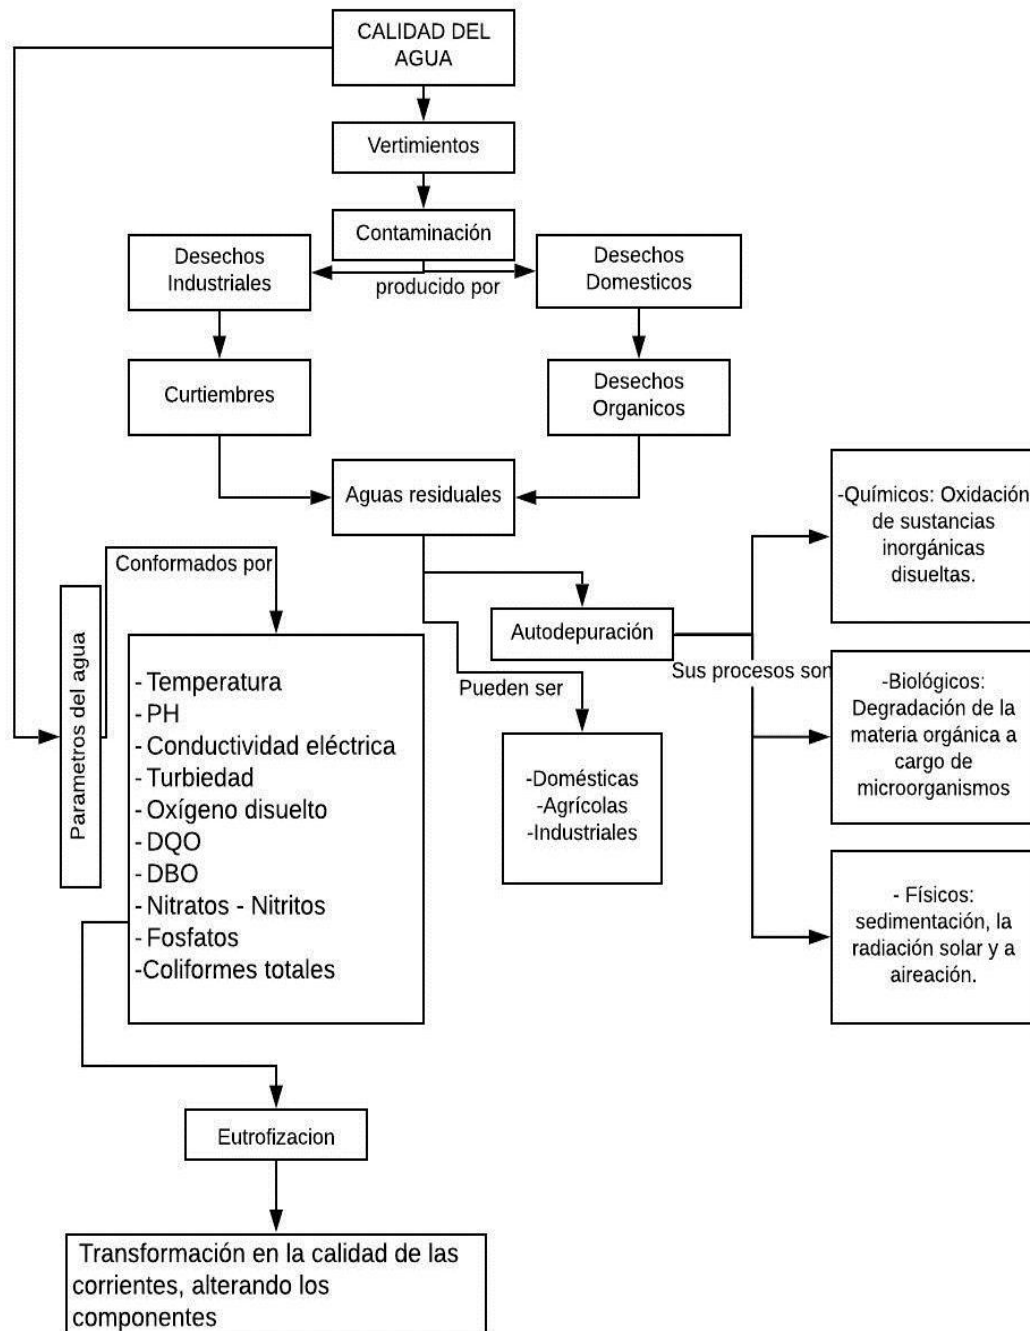 CALIDAD DEL
AGUA
Vertimientos
Contaminación
producido por
Desechos
Industriales
Desechos
Domesticos
Curtiembres
Desechos
Organicos
Aguas residuales
Conformados por
Parametros del agua
- Temperatura
- PH
- Conductividad eléctrica
- Turbiedad
- Oxígeno disuelto
- DQO
- DBO
- Nitratos - Nitritos
- Fosfatos
-Coliformes totales
Autodepuración
Pueden ser
-Domésticas
-Agrícolas
-Industriales
Sus procesos son
-Químicos: Oxidación
de sustancias
inorgánicas
disueltas.
-Biológicos:
Degradación de la
materia orgánica a
cargo de
microorganismos
- Físicos:
sedimentación, la
radiación solar y a
aireación.
Eutrofizacion
Transformación en la calidad de las
corrientes, alterando los
componentes